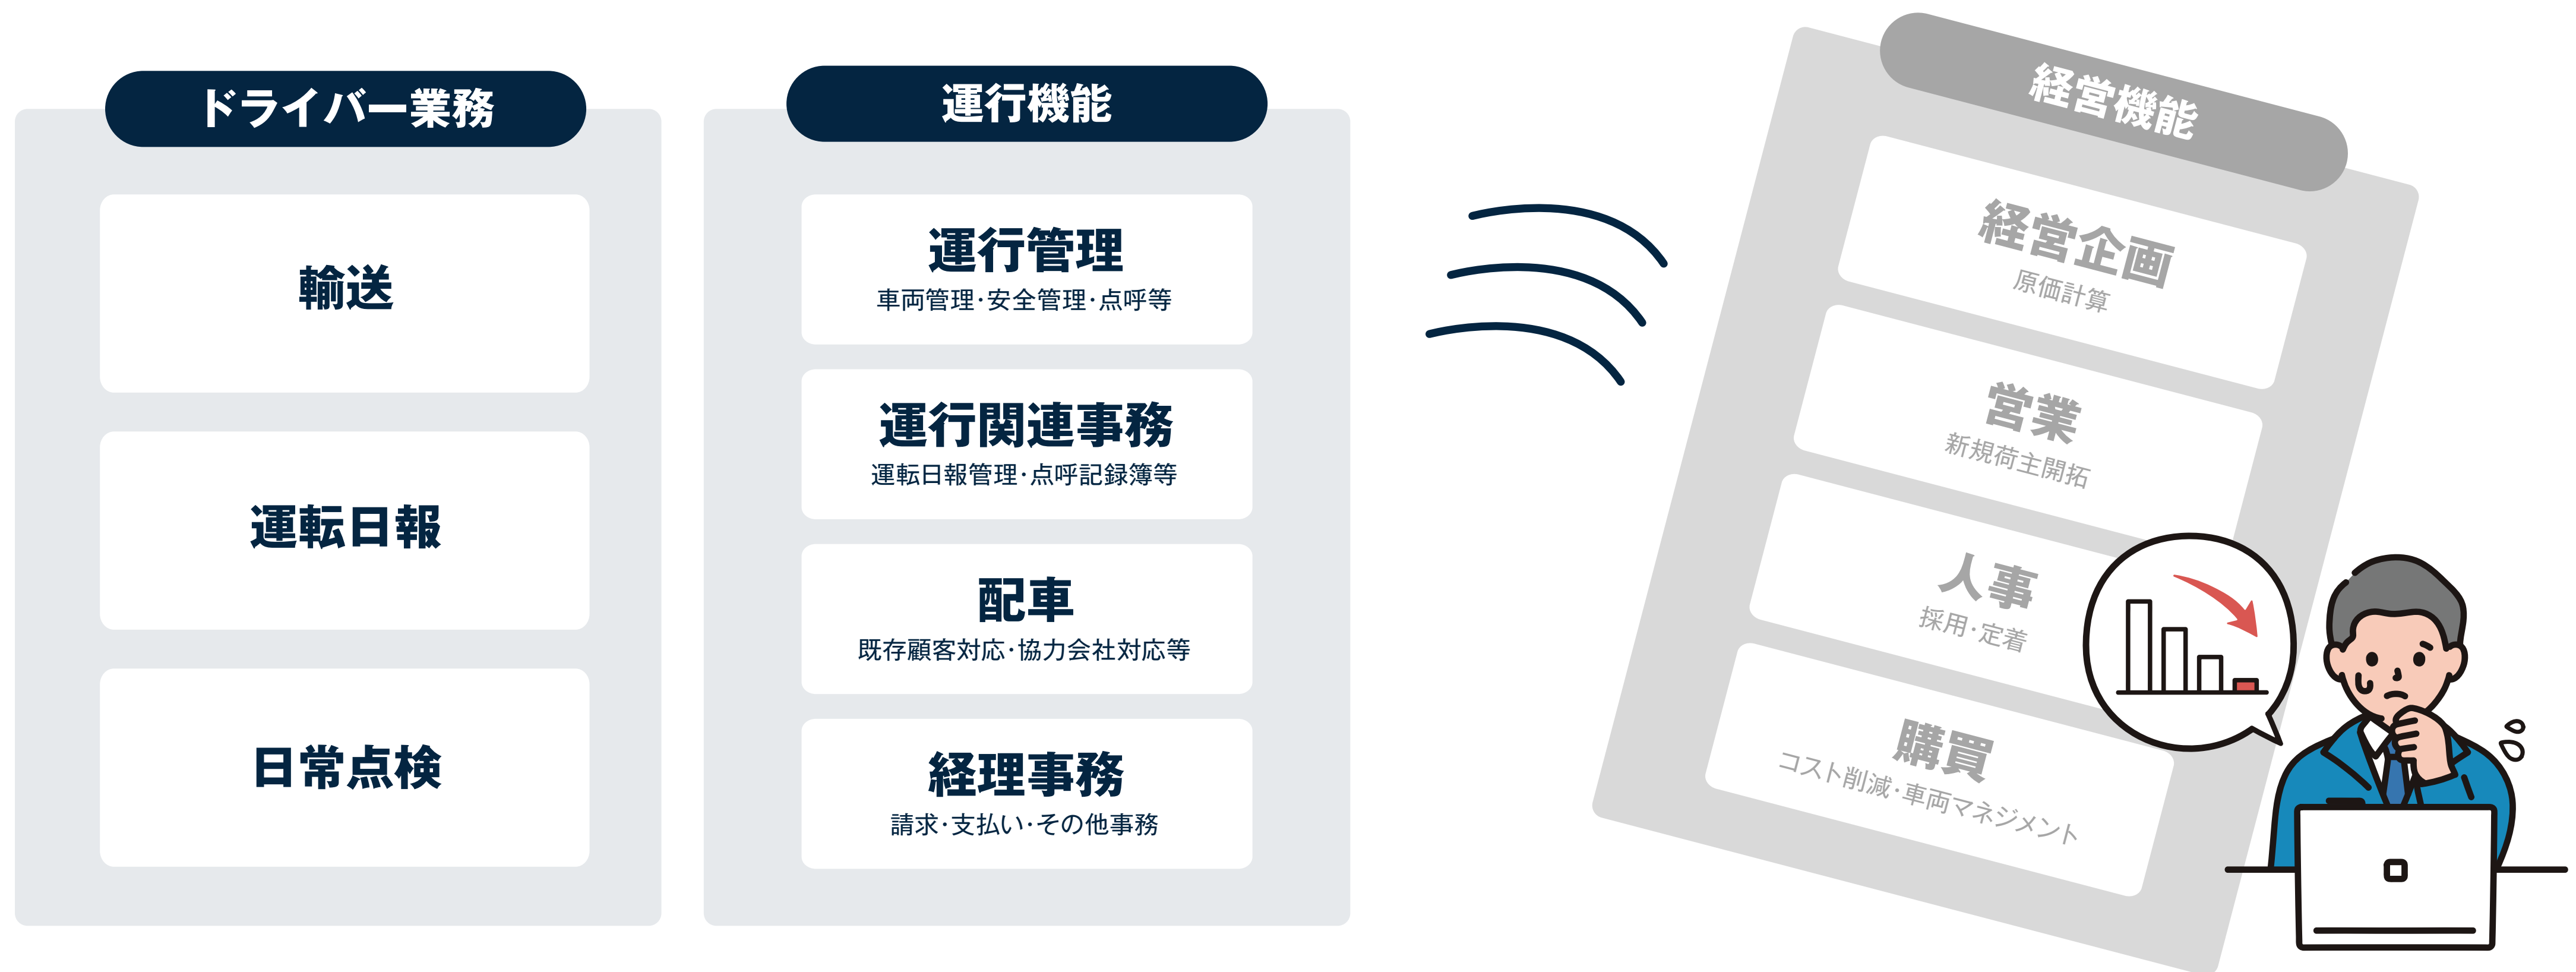 ドライバー業務
輸送
運転日報
日常点検
運行機能
運行管理
車両管理・安全管理・点呼等
運行関連事務
運転日報管理・点呼記録簿等
配車
既存顧客対応・協力会社対応等
経理事務
請求・支払い・その他事務
経営機能
経営企画
原価計算
営業
新規荷主開拓
人事
採用・定着
購買
コスト削減・車両マネジメント